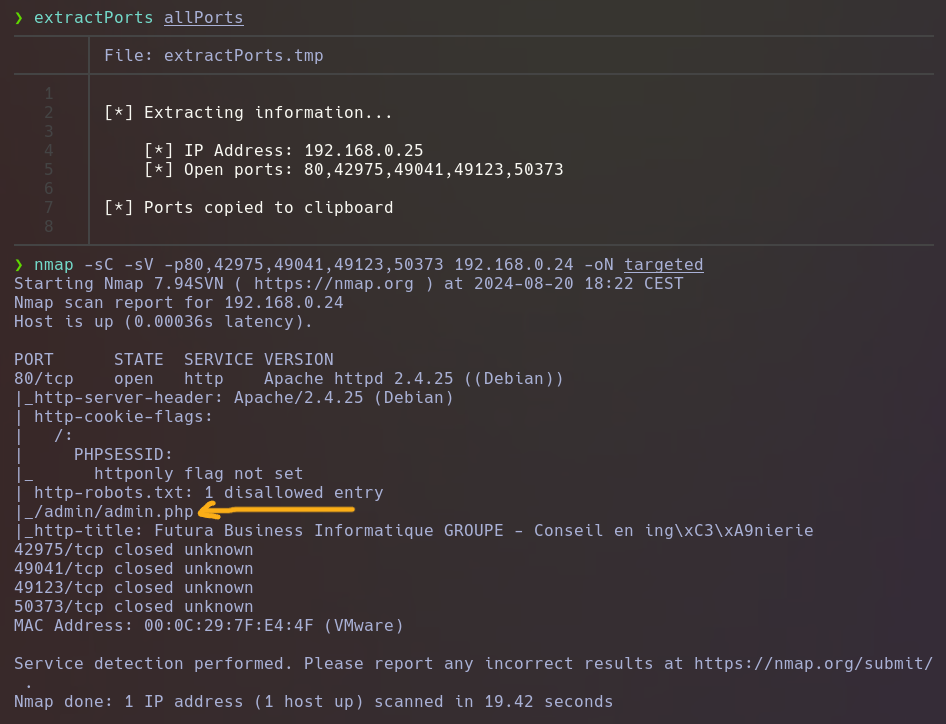 ❯ extractPorts allPorts
File: extractPorts.tmp
1
2 [*] Extracting information...
3
4 [*] IP Address: 192.168.0.25
5 [*] Open ports: 80,42975,49041,49123,50373
6
7 [*] Ports copied to clipboard
8
❯ nmap -sC -sV -p80,42975,49041,49123,50373 192.168.0.24 -oN targeted
Starting Nmap 7.94SVN ( https://nmap.org ) at 2024-08-20 18:22 CEST
Nmap scan report for 192.168.0.24
Host is up (0.00036s latency).
PORT      STATE  SERVICE VERSION
80/tcp    open   http    Apache httpd 2.4.25 ((Debian))
|_http-server-header: Apache/2.4.25 (Debian)
| http-cookie-flags:
|   /:
|     PHPSESSID:
|_      httponly flag not set
| http-robots.txt: 1 disallowed entry
|_/admin/admin.php
|_http-title: Futura Business Informatique GROUPE - Conseil en ing\xC3\xA9nierie
42975/tcp closed unknown
49041/tcp closed unknown
49123/tcp closed unknown
50373/tcp closed unknown
MAC Address: 00:0C:29:7F:E4:4F (VMware)
Service detection performed. Please report any incorrect results at https://nmap.org/submit/
.
Nmap done: 1 IP address (1 host up) scanned in 19.42 seconds